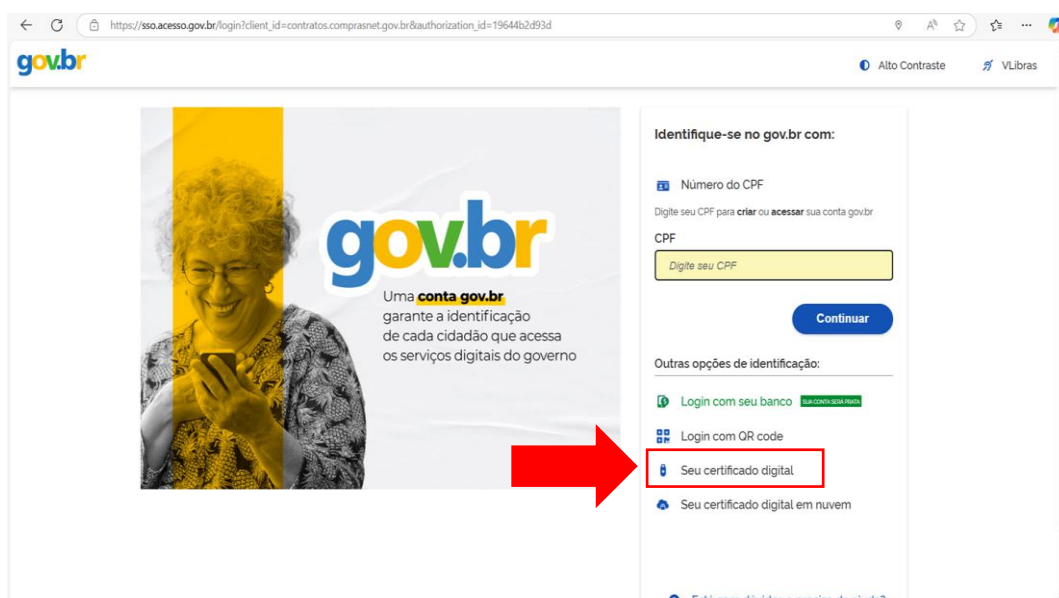 https://sso.acesso.gov.br/login?client_id=contratos.comprasnet.gov.br&authorization_id=19644b2d93d
gov.br
Alto Contraste
VLibras
gov.br
Uma conta gov.br
garante a identificação
de cada cidadão que acessa
os serviços digitais do governo
Identifique-se no gov.br com:
Número do CPF
Digite seu CPF para criar ou acessar sua conta gov.br
CPF
Digite seu CPF
Continuar
Outras opções de identificação:
Login com seu banco SUA CONTA SERÁ PRATA
Login com QR code
Seu certificado digital
Seu certificado digital em nuvem